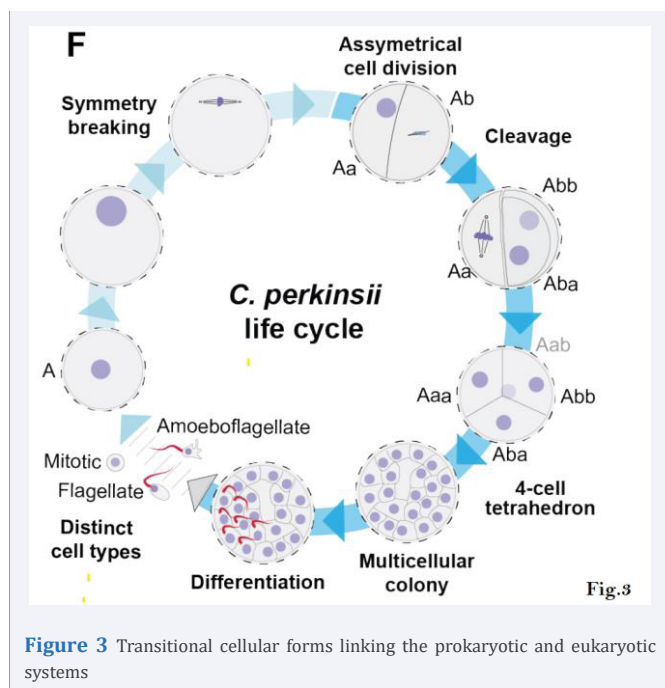 F
Assymetrical
cell division
Symmetry
breaking
Ab
Aa
Cleavage
Abb
Aa
Aba
C. perkinsii
life cycle
A
Aab
Aaa
Abb
Aba
Amoeboflagellate
Mitotic
Flagellate
4-cell
tetrahedron
Distinct
cell types
Differentiation
Multicellular
colony
Fig.3
Figure 3 Transitional cellular forms linking the prokaryotic and eukaryotic
systems